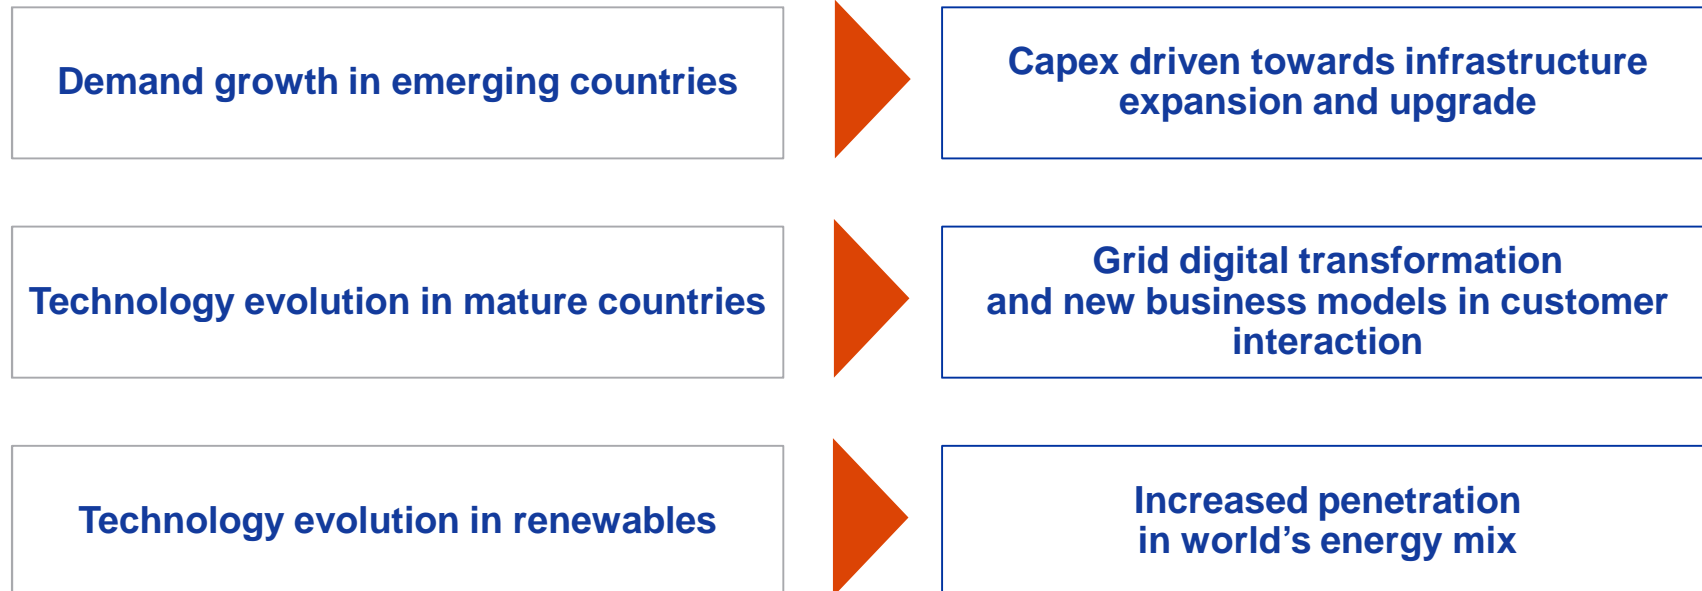 Demand growth in emerging countries
Capex driven towards infrastructure
expansion and upgrade
Technology evolution in mature countries
Grid digital transformation
and new business models in customer
interaction
Technology evolution in renewables
Increased penetration
in world’s energy mix